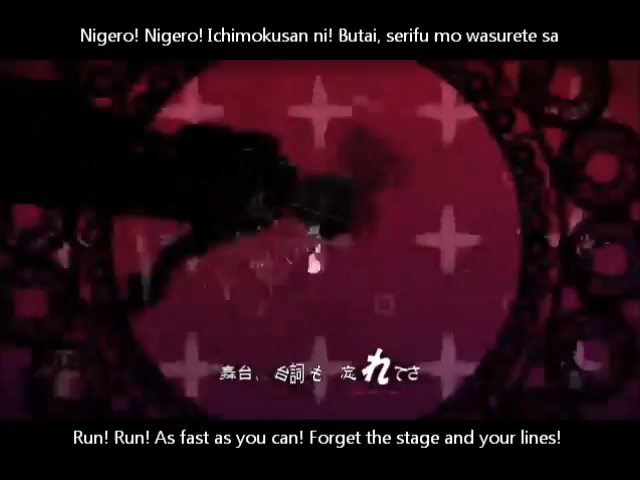 Nigero! Nigero! Ichimokusan ni! Butai, serifu mo wasurete sa
舞台、台詞も 忘れてさ
Run! Run! As fast as you can! Forget the stage and your lines!